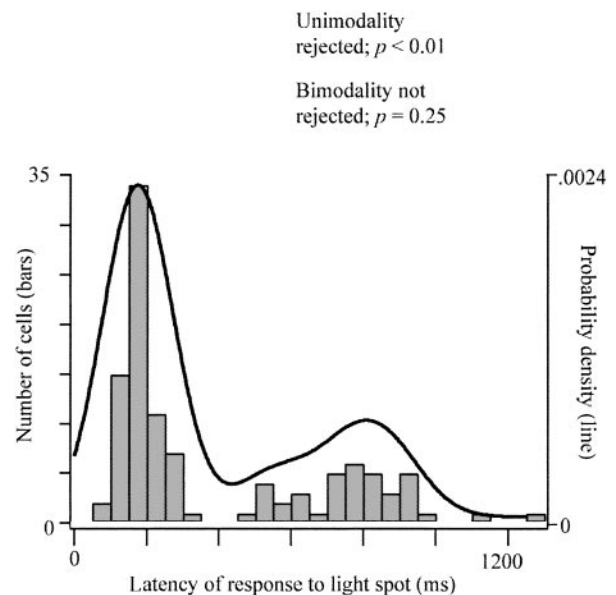 Unimodality
rejected; p < 0.01
Bimodality not
rejected; p = 0.25
35
.0024
Number of cells (bars)
Probability density (line)
0
0
0
1200
Latency of response to light spot (ms)